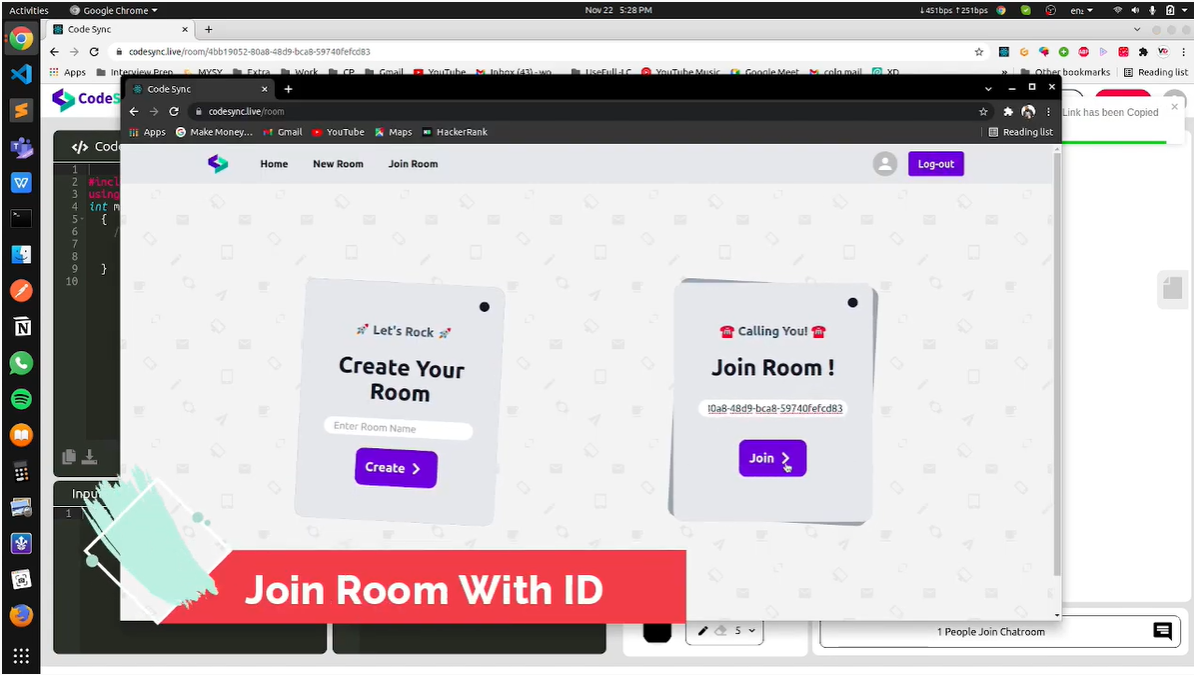 Activities
Google Chrome
Nov 22 5:28 PM
↓451bps ↑251bps
en₂
Code Sync
codesync.live/room/4bb19052-80a8-48d9-bca8-59740fefcd83
Apps
Interview Prep
MYSY
Extra
Work
CP
Gmail
YouTube
Inbox (43) - wp
UseFull -LC
YouTube Music
Google Meet
coln mail
XD
Other bookmarks
Reading list
CodeS
Link has been Copied
Code Sync
codesync.live/room
Apps
Make Money...
Gmail
YouTube
Maps
HackerRank
Reading list
Home
New Room
Join Room
Log-out
</> Cod
1
2 #incl
3 using
4 int m
5 {
6 /
7
8
9 }
10
🚀 Let's Rock 🚀
Create Your
Room
Enter Room Name
Create
☎️ Calling You! ☎️
Join Room !
0a8-48d9-bca8-59740fefcd83
Join
Inpu
1
Join Room With ID
5
1 People Join Chatroom